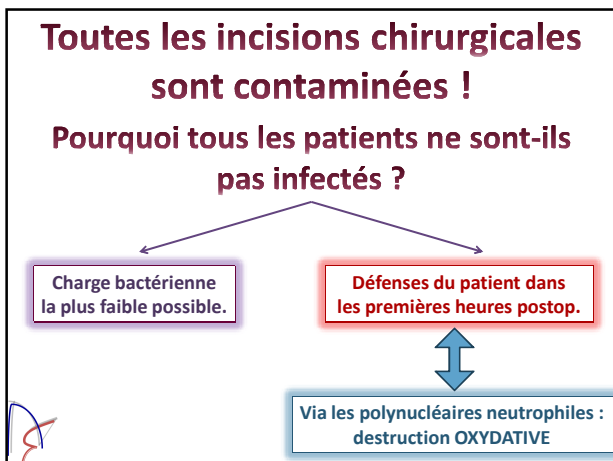 Toutes les incisions chirurgicales
sont contaminées !
Pourquoi tous les patients ne sont-ils
pas infectés ?
Charge bactérienne
la plus faible possible.
Défenses du patient dans
les premières heures postop.
Via les polynucléaires neutrophiles :
destruction OXYDATIVE